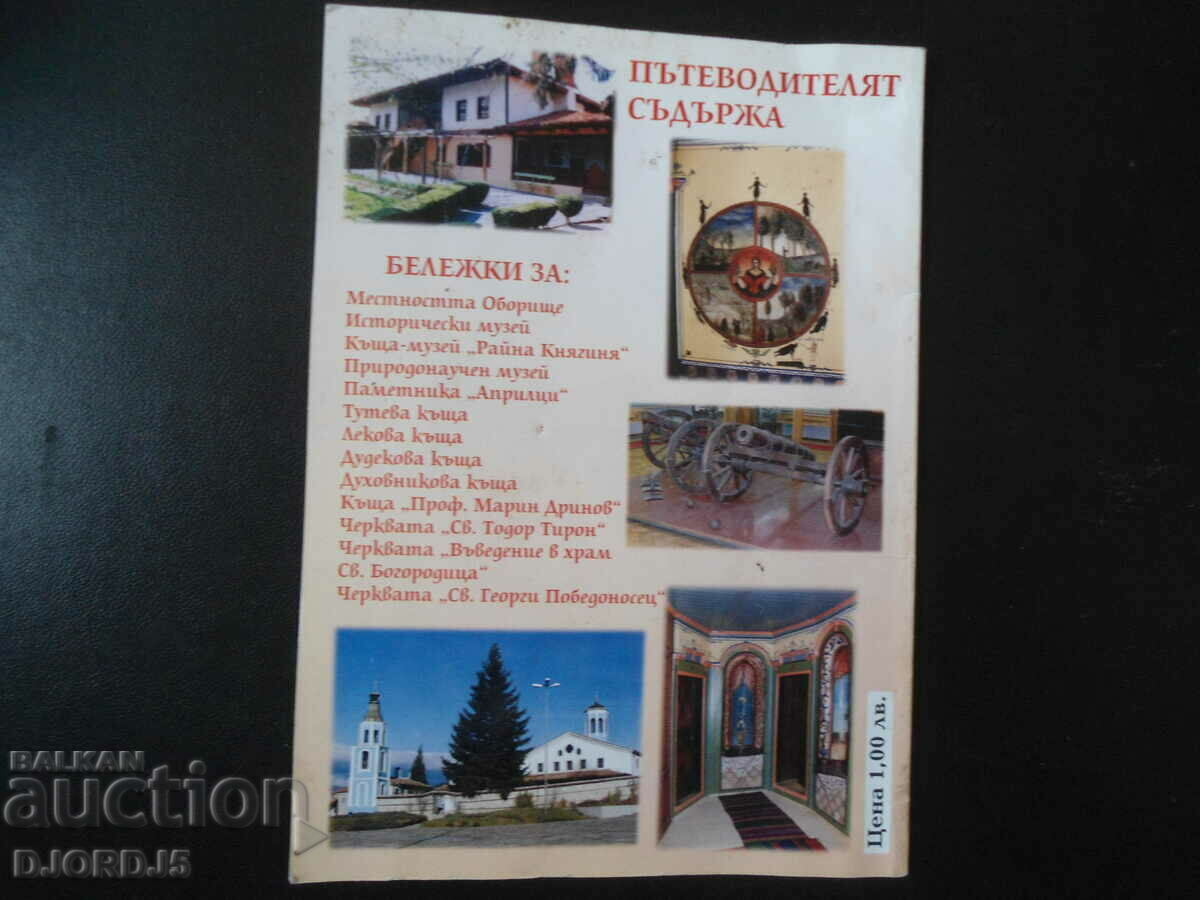 ПЪТЕВОДИТЕЛЯТ
СЪДЪРЖА
БЕЛЕЖКИ ЗА:
Местността Оборище
Исторически музей
Къща-музей „Райна Княгиня“
Природонаучен музей
Паметника „Априлци“
Тутева къща
Лекова къща
Дудекова къща
Духовникова къща
Къща „Проф. Марин Дринов“
Черквата „Св. Тодор Тирон“
Черквата „Въведение в храм
Св. Богородица“
Черквата „Св. Георги Победоносец“
Цена 1,00 лв.
BALKAN
auction
DJORDJ5